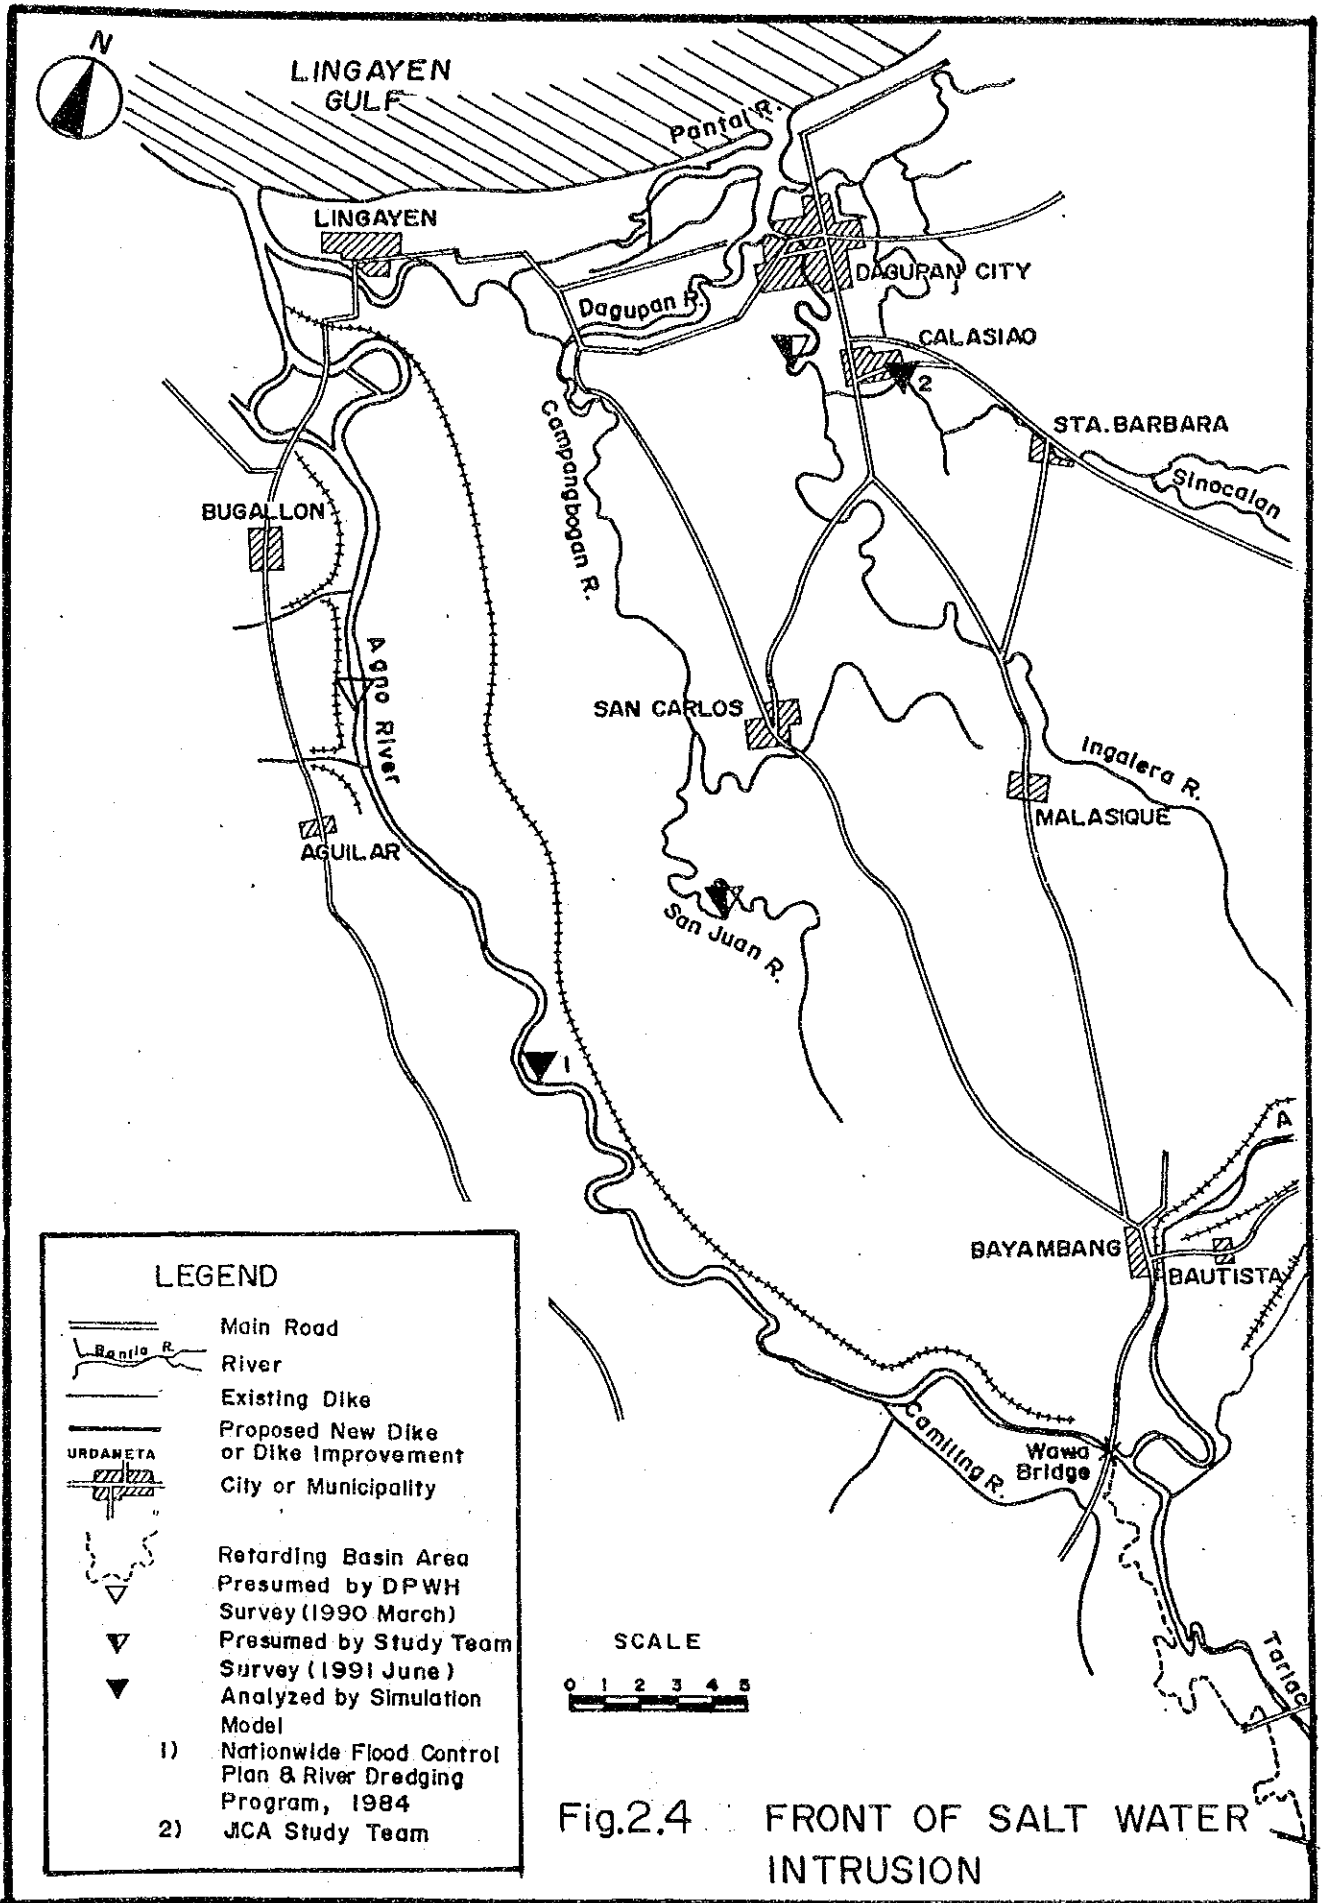 N
LINGAYEN
GULF
Pantal R.
LINGAYEN
DAGUPAN CITY
Dagupan R.
CALASIAO
2
STA. BARBARA
Sinocalan
Campangbogan R.
BUGALLON
Agno River
SAN CARLOS
Ingalera R.
MALASIQUE
AGUILAR
San Juan R.
1
A
BAYAMBANG
BAUTISTA
Camiling R.
Wawa
Bridge
Tarlac
LEGEND
Main Road
River
Existing Dike
Proposed New Dike
or Dike Improvement
URDANETA
City or Municipality
Retarding Basin Area
Presumed by DPWH
Survey (1990 March)
Presumed by Study Team
Survey (1991 June)
Analyzed by Simulation
Model
1) Nationwide Flood Control
Plan & River Dredging
Program, 1984
2) JICA Study Team
SCALE
0 1 2 3 4 5
Fig.2.4 FRONT OF SALT WATER
INTRUSION